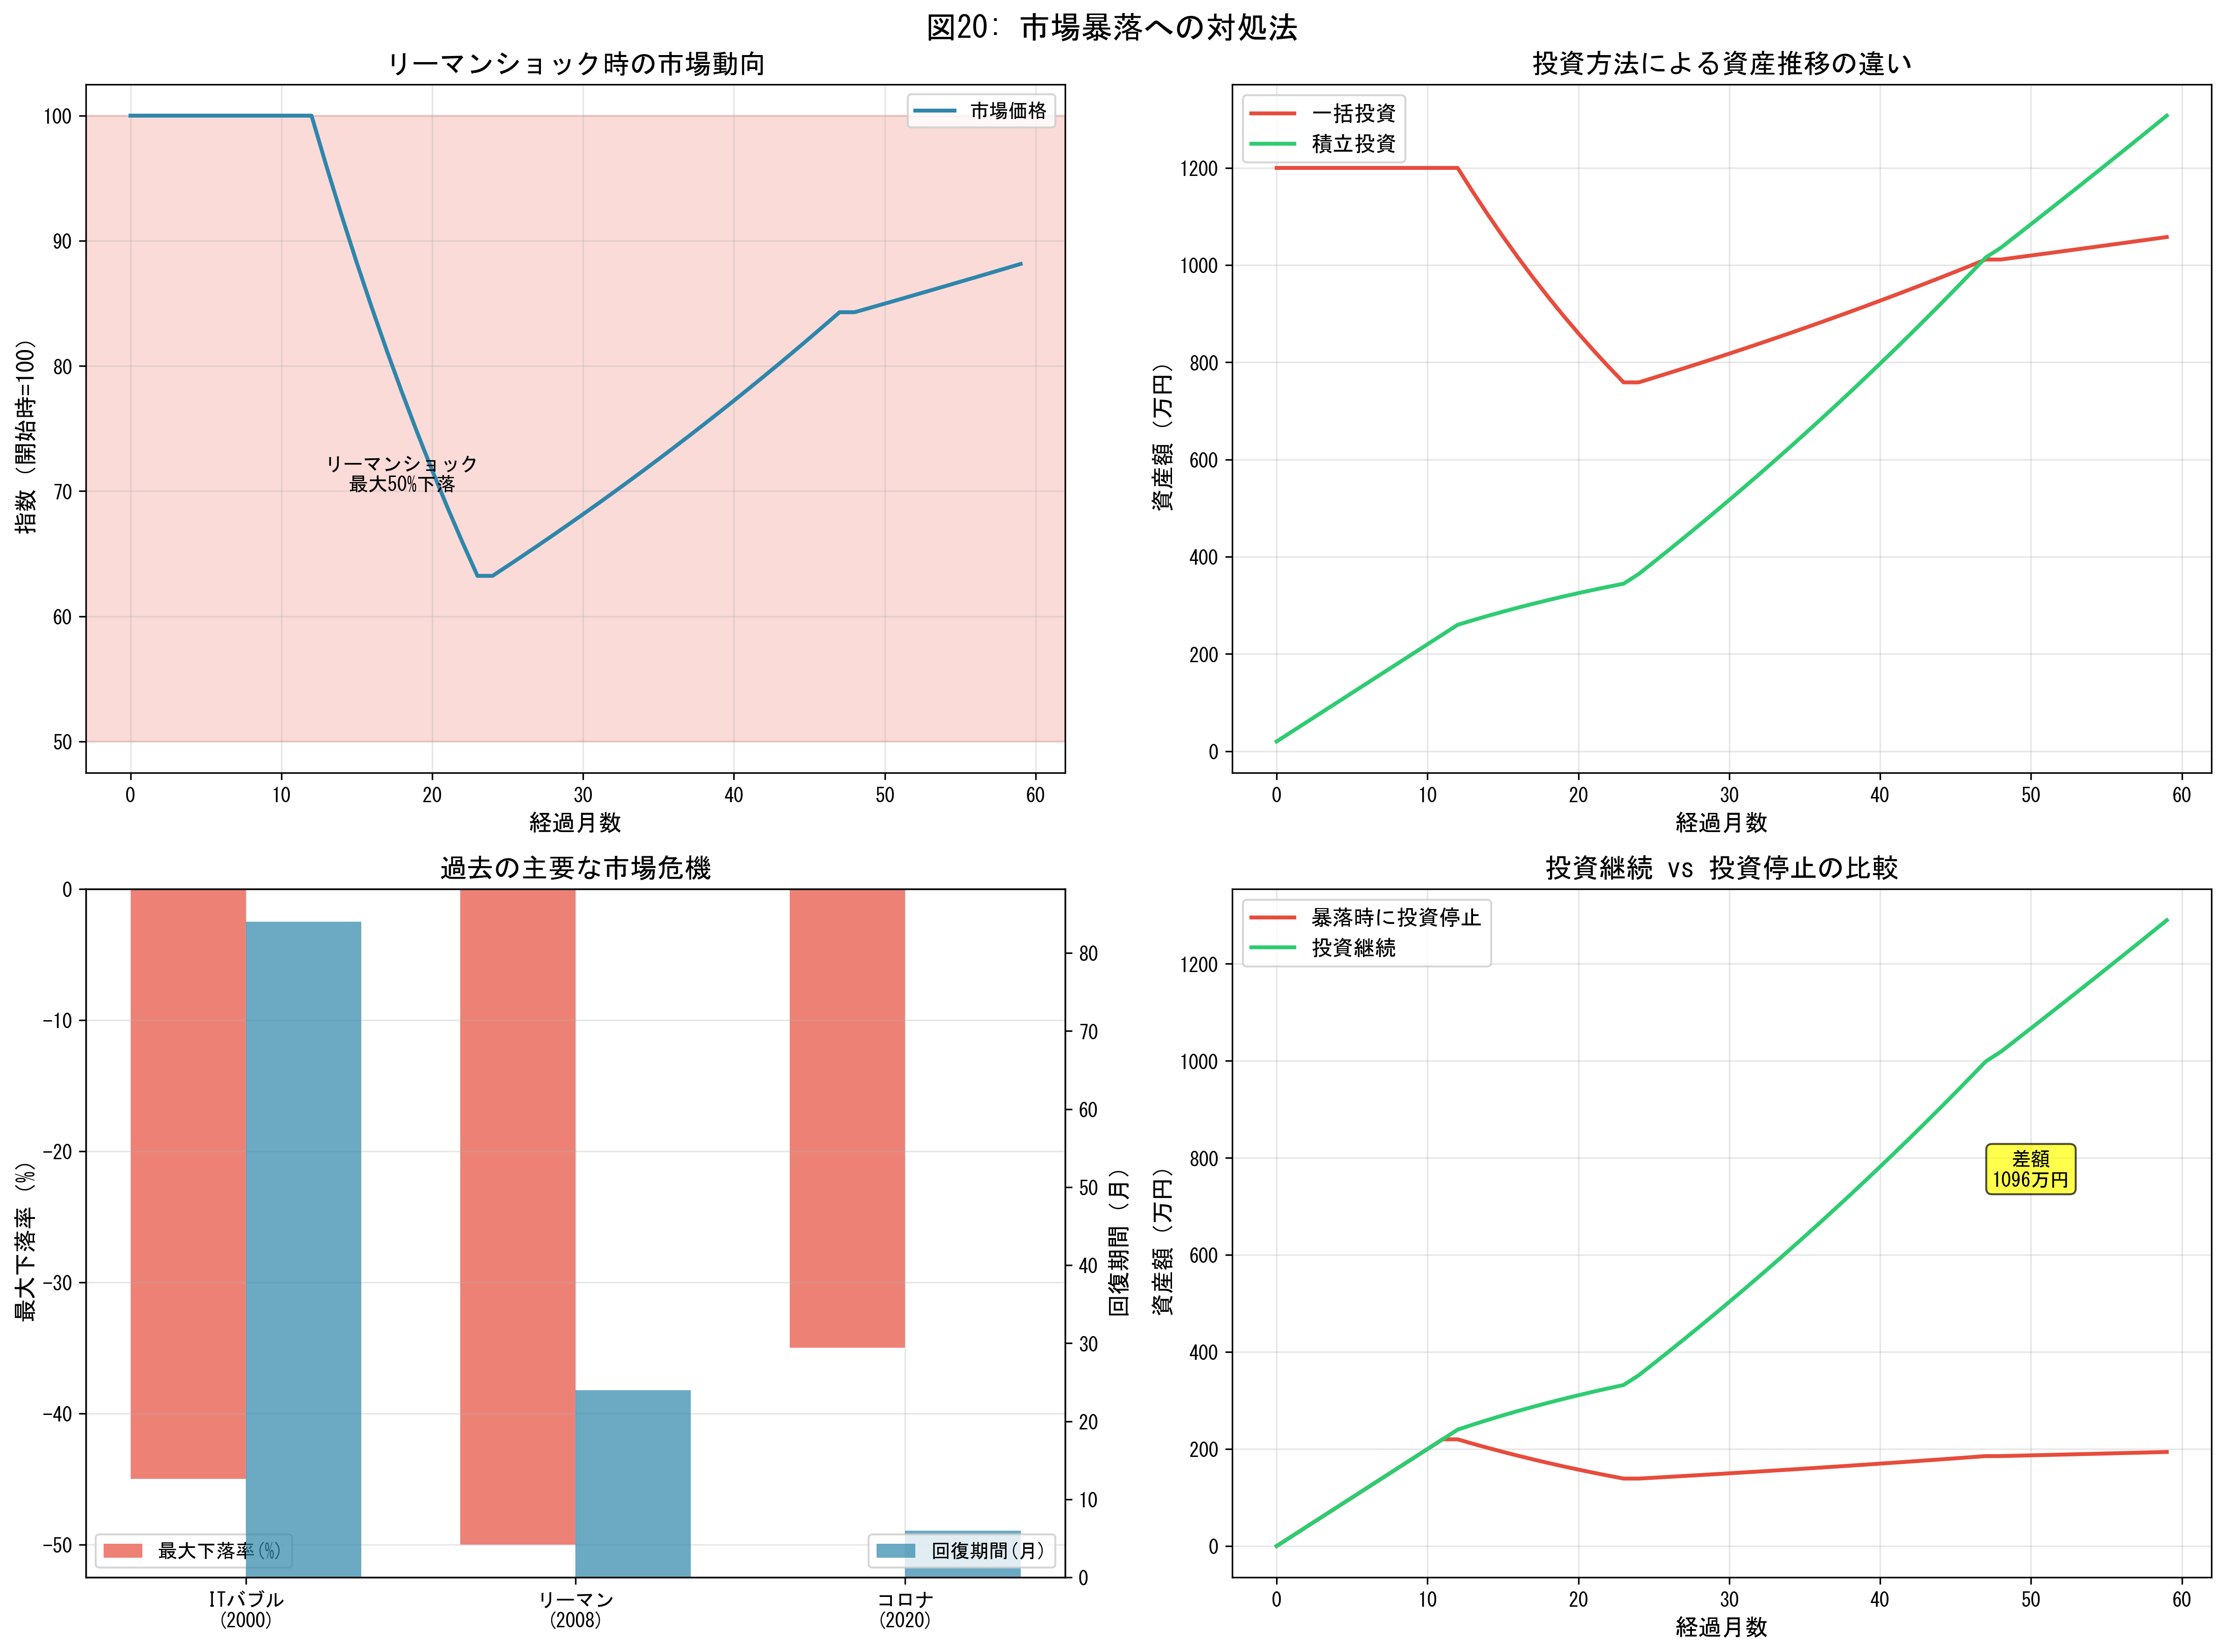 図20: 市場暴落への対処法
リーマンショック時の市場動向
市場価格
100
90
80
70
60
50
指数 (開始時=100)
リーマンショック
最大50%下落
0
10
20
30
40
50
60
経過月数
投資方法による資産推移の違い
一括投資
積立投資
1200
1000
800
600
400
200
0
資産額 (万円)
0
10
20
30
40
50
60
経過月数
過去の主要な市場危機
0
-10
-20
-30
-40
-50
最大下落率 (%)
最大下落率(%)
回復期間(月)
80
70
60
50
40
30
20
10
0
回復期間 (月)
ITバブル
(2000)
リーマン
(2008)
コロナ
(2020)
投資継続 vs 投資停止の比較
暴落時に投資停止
投資継続
1200
1000
800
600
400
200
0
資産額 (万円)
差額
1096万円
0
10
20
30
40
50
60
経過月数